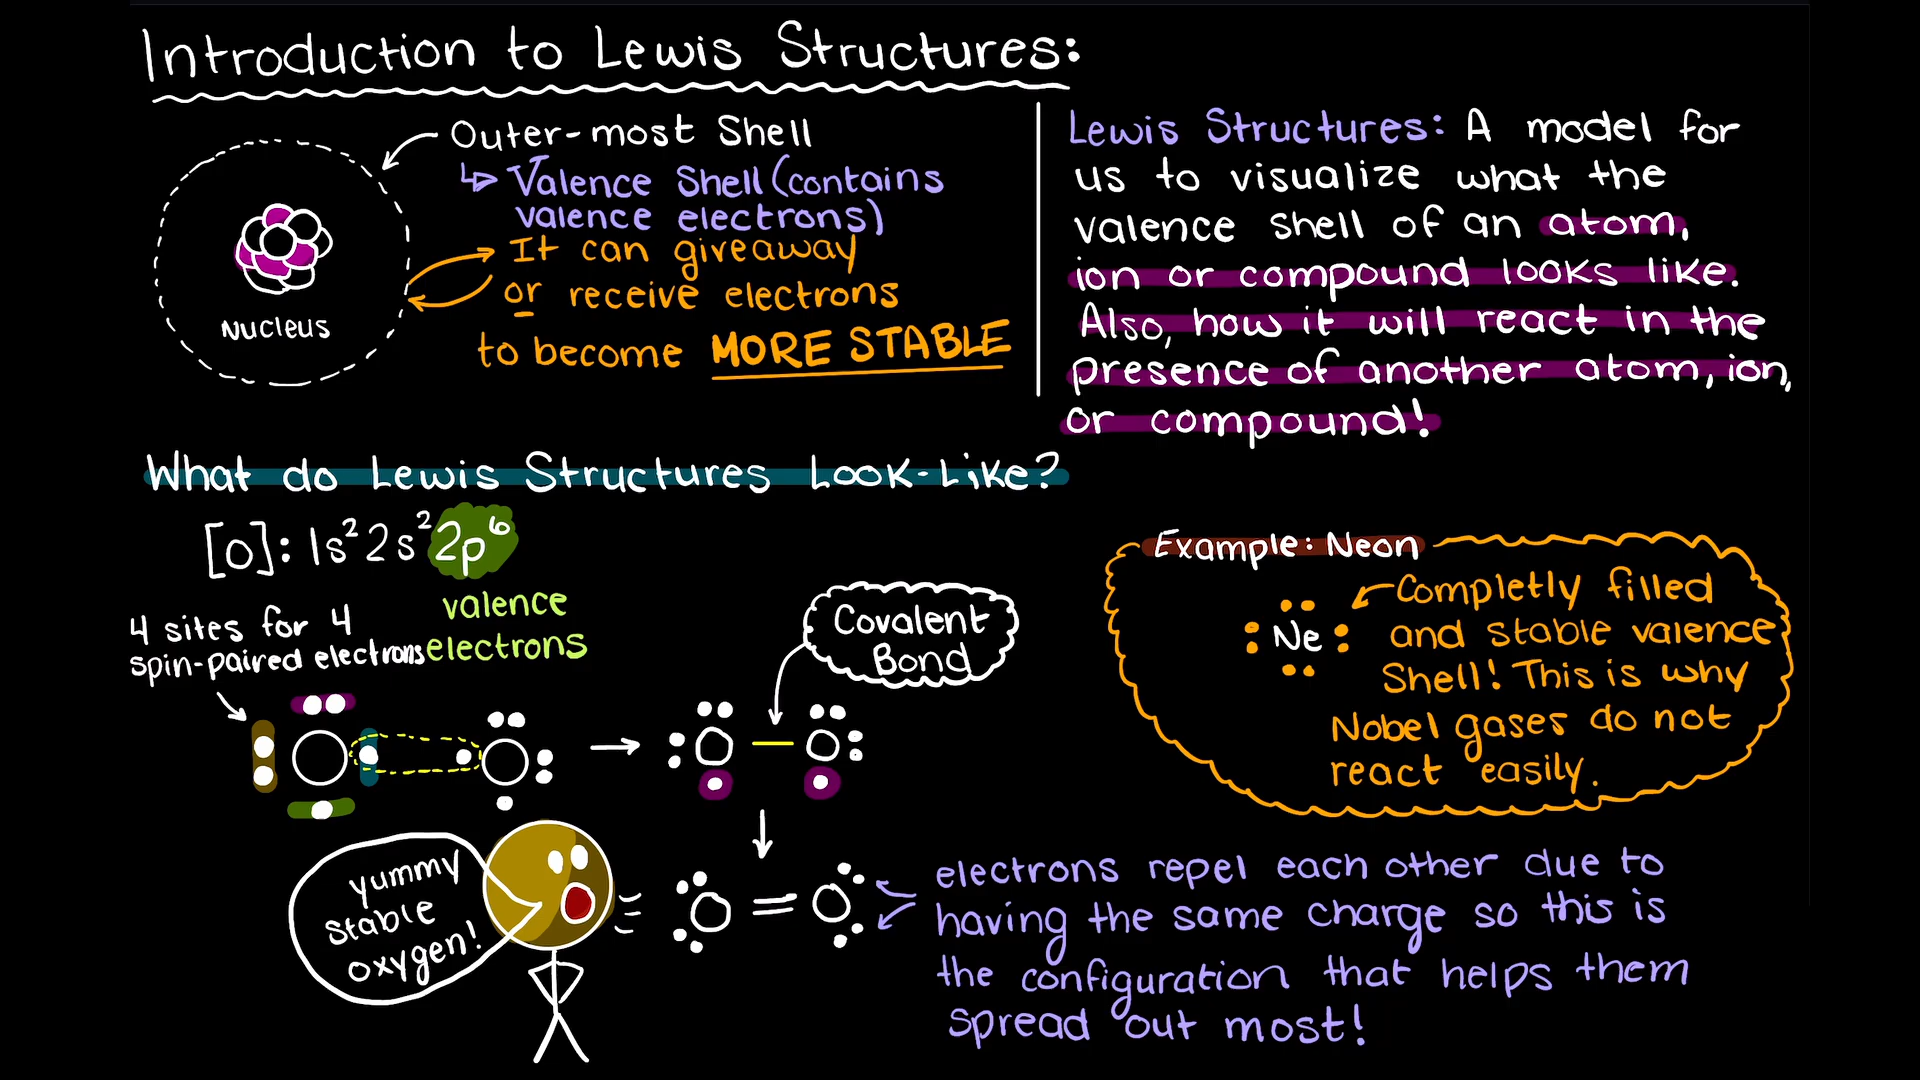 Introduction to Lewis Structures:
Outer-most Shell
↳ Valence Shell (contains
valence electrons)
It can giveaway
or receive electrons
to become MORE STABLE
Nucleus
Lewis Structures: A model for
us to visualize what the
valence shell of an atom,
ion or compound looks like.
Also, how it will react in the
presence of another atom, ion,
or compound!
What do Lewis Structures Look-Like?
[O]: 1s² 2s² 2p⁶
valence
electrons
4 sites for 4
spin-paired electrons
Covalent
Bond
O O → O — O
O = O
yummy
stable
oxygen!
electrons repel each other due to
having the same charge so this is
the configuration that helps them
spread out most!
Example: Neon
Ne
Completly filled
and stable valence
Shell! This is why
Nobel gases do not
react easily.